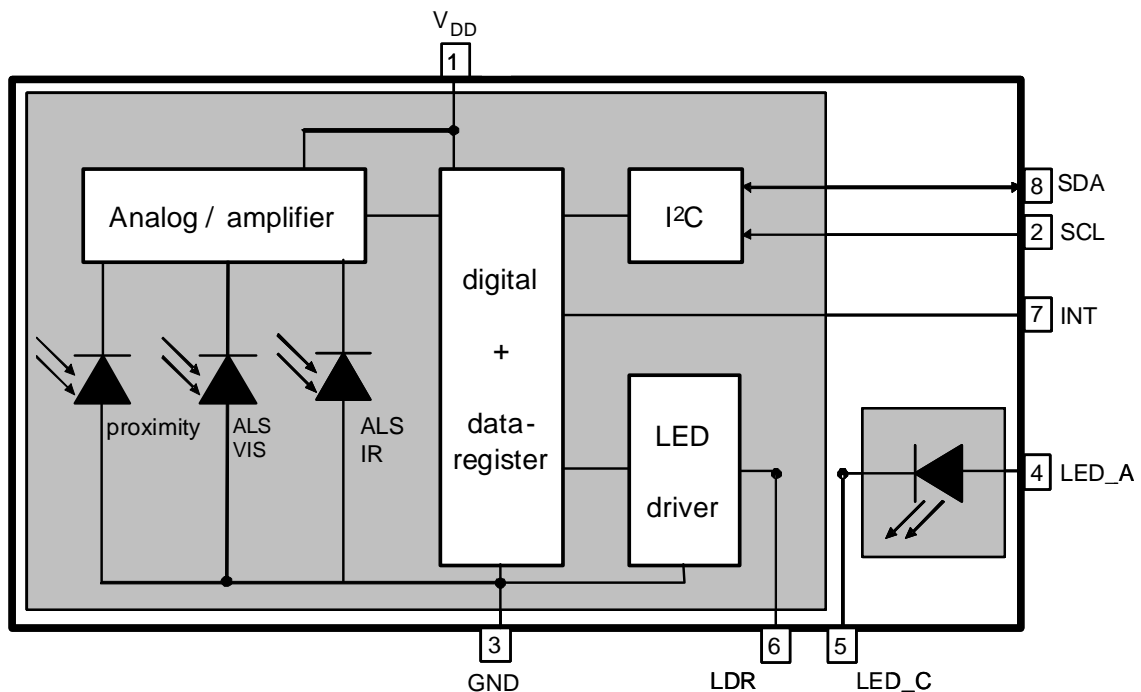 VDD
1
Analog / amplifier
I²C
8 SDA
2 SCL
digital
+
data-
register
7 INT
proximity
ALS
VIS
ALS
IR
LED
driver
4 LED_A
3
GND
6
LDR
5
LED_C